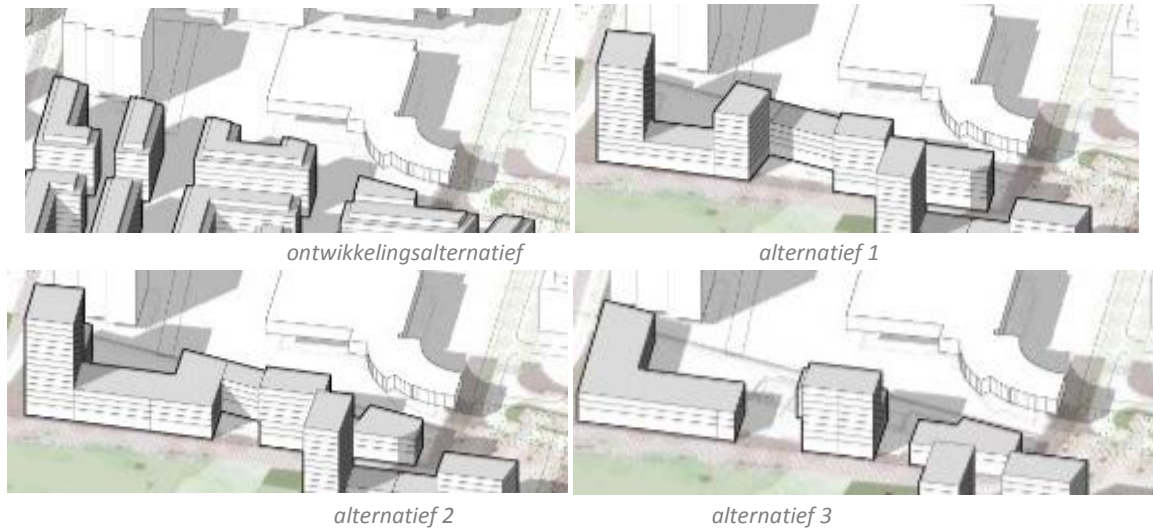 ontwikkelingsalternatief
alternatief 1
alternatief 2
alternatief 3